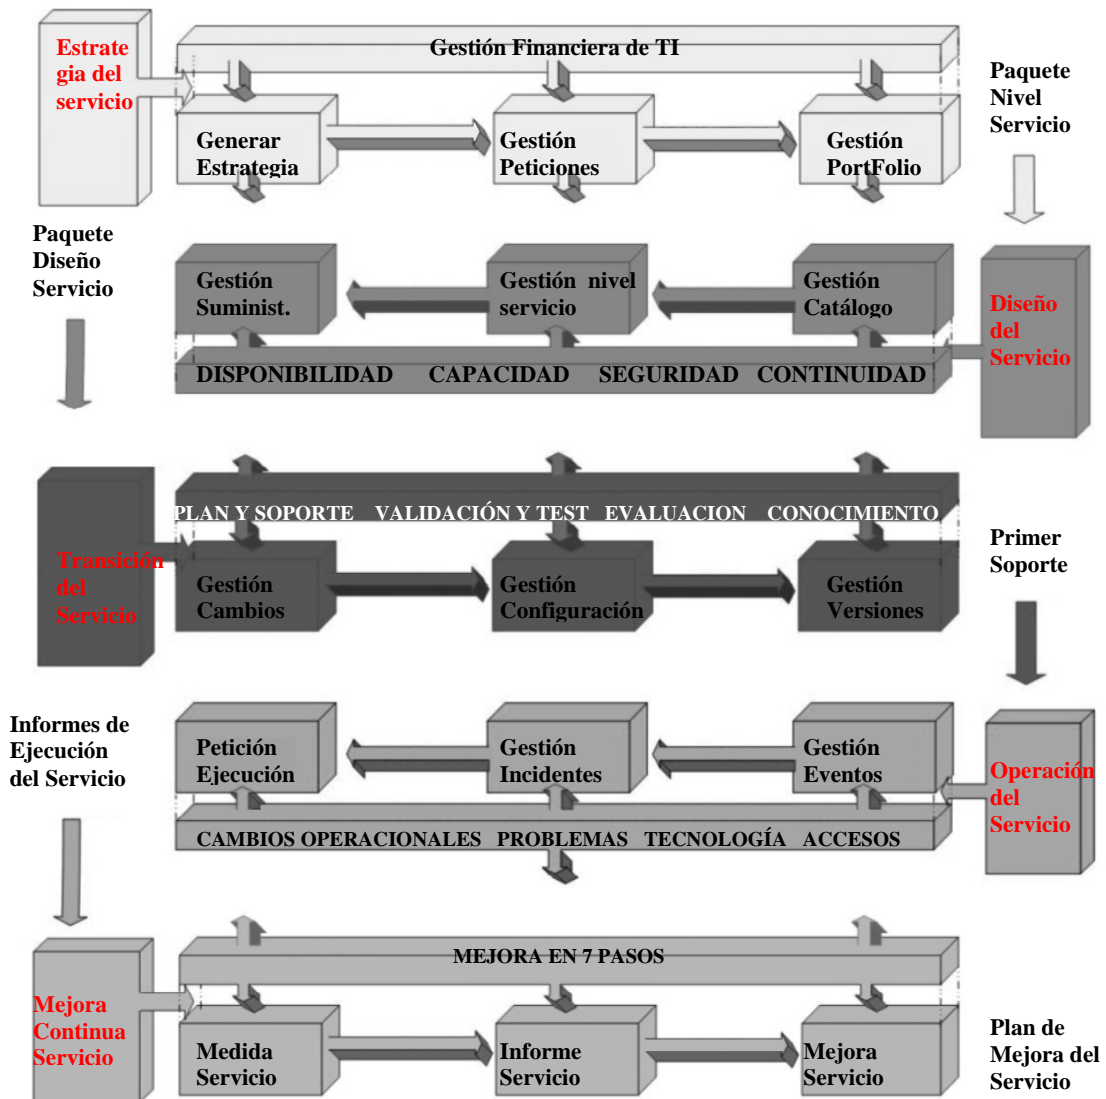 Estrate
gia del
servicio
Gestión Financiera de TI
Paquete
Nivel
Servicio
Generar
Estrategia
Gestión
Peticiones
Gestión
PortFolio
Paquete
Diseño
Servicio
Gestión
Suminist.
Gestión nivel
servicio
Gestión
Catálogo
Diseño
del
Servicio
DISPONIBILIDAD CAPACIDAD SEGURIDAD CONTINUIDAD
PLAN Y SOPORTE VALIDACIÓN Y TEST EVALUACION CONOCIMIENTO
Transición
del
Servicio
Gestión
Cambios
Gestión
Configuración
Gestión
Versiones
Primer
Soporte
Informes de
Ejecución
del Servicio
Petición
Ejecución
Gestión
Incidentes
Gestión
Eventos
Operación
del
Servicio
CAMBIOS OPERACIONALES PROBLEMAS TECNOLOGÍA ACCESOS
MEJORA EN 7 PASOS
Mejora
Continua
Servicio
Medida
Servicio
Informe
Servicio
Mejora
Servicio
Plan de
Mejora del
Servicio